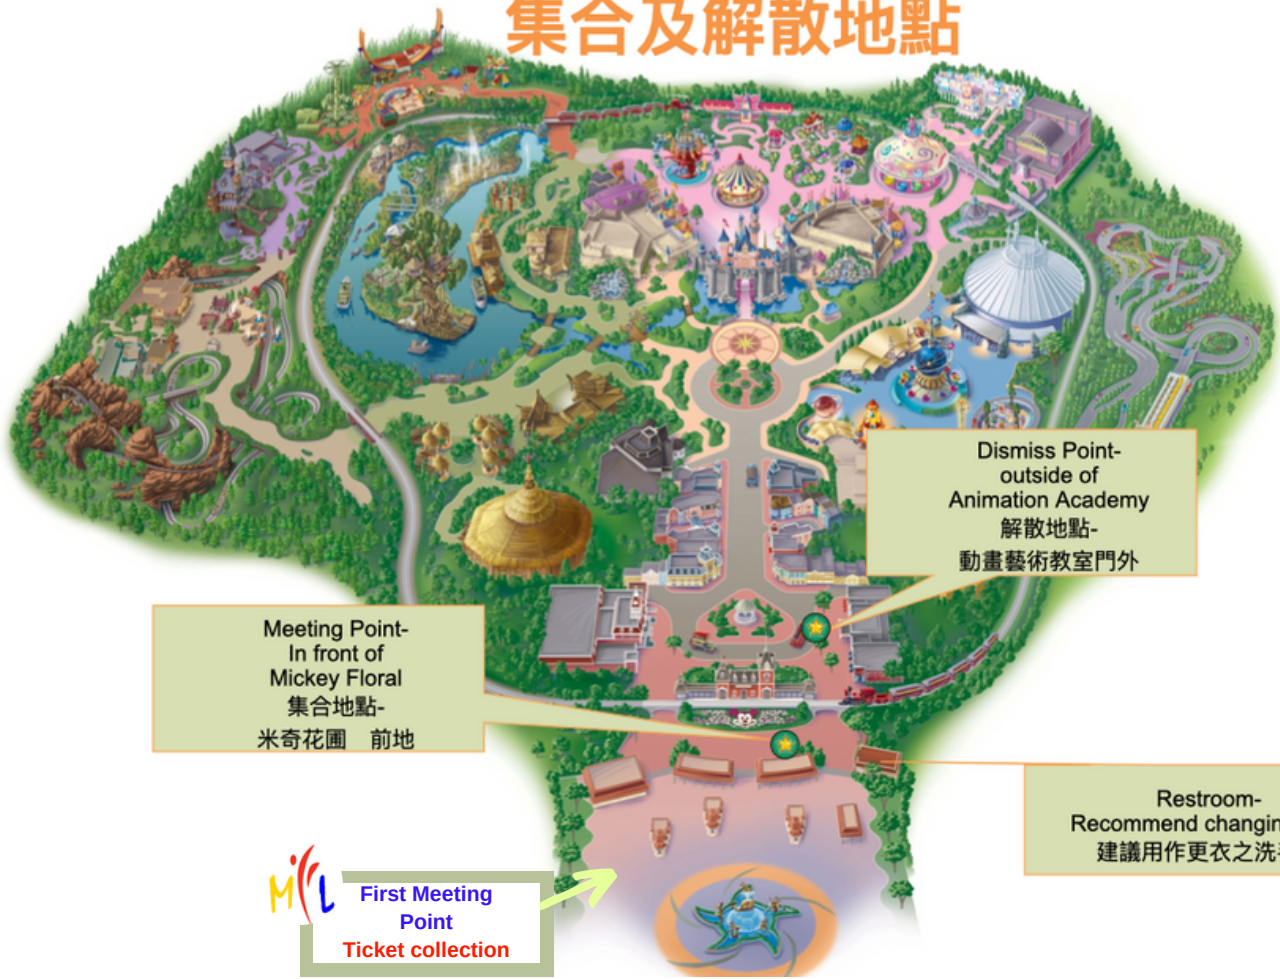 集合及解散地點
Dismiss Point-
outside of
Animation Academy
解散地點-
動畫藝術教室門外
Meeting Point-
In front of
Mickey Floral
集合地點-
米奇花圃 前地
Restroom-
Recommend
建議用作更衣之洗
MFL
First Meeting
Point
Ticket collection